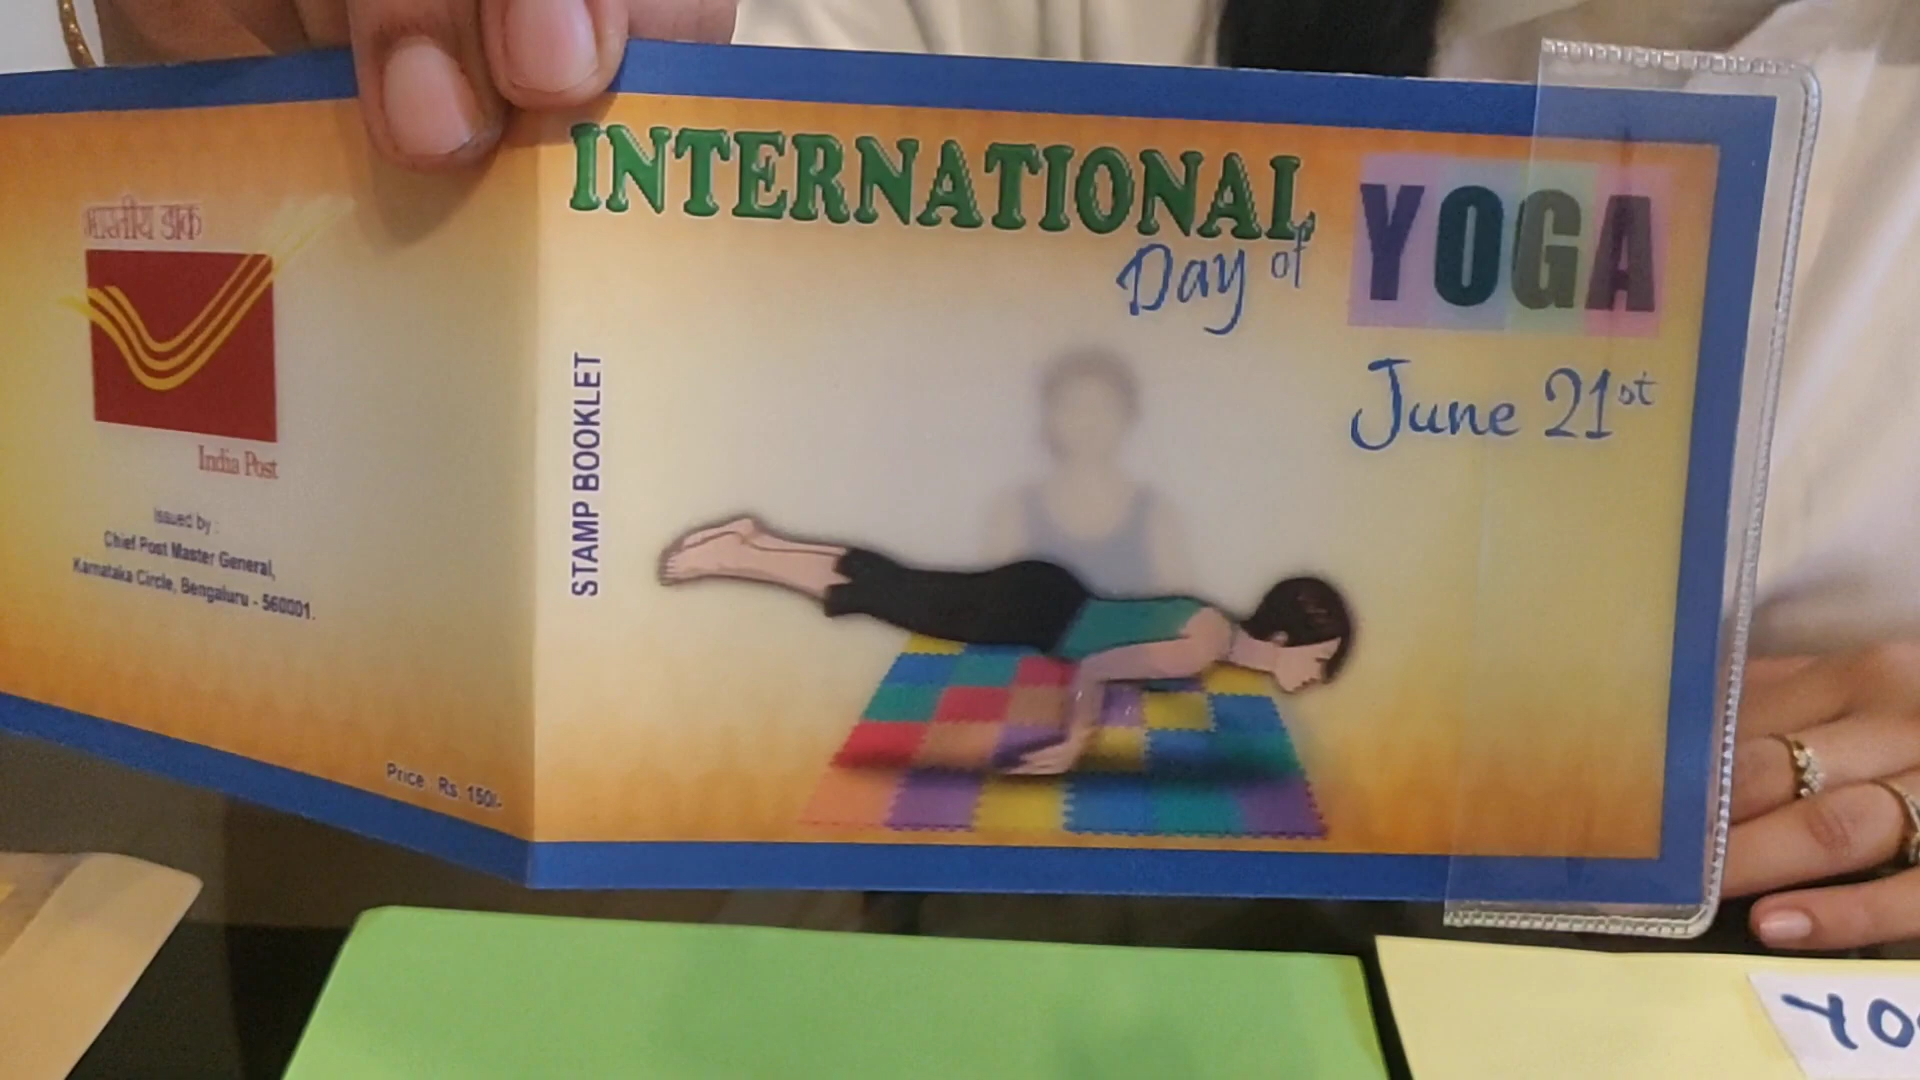 भारतीय डाक
India Post
Issued by :
Chief Post Master General,
Karnataka Circle, Bengaluru - 560001.
Price : Rs. 150/-
STAMP BOOKLET
INTERNATIONAL
Day of
YOGA
June 21st